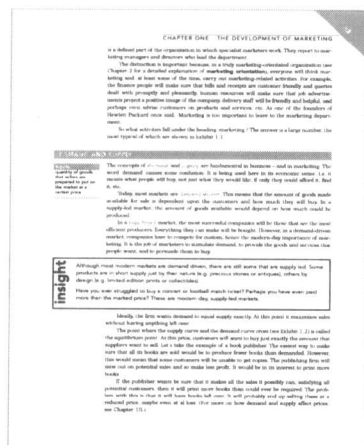 CHAPTER ONE THE DEVELOPMENT OF MARKETING
is a defined part of the organisation in which specialist marketers work. They report to mar-
keting managers and directors who lead the department.
The distinction is important because, in a truly marketing-orientated organisation (see
Chapter 2 for a detailed explanation of marketing orientation), everyone will think mar-
keting and, at least some of the time, carry out marketing-related activities. For example,
the finance people will make sure that bills and receipts are customer friendly and queries
dealt with promptly and pleasantly, human resources will make sure that job advertise-
ments project a positive image of the company, delivery staff will be friendly and helpful, and
perhaps even advise customers on products and services etc. As one of the founders of
Hewlett Packard once said, 'Marketing is too important to leave to the marketing depart-
ment.'
So what activities fall under the heading 'marketing'? The answer is a large number, the
most typical of which are shown in Exhibit 1.1.
DEMAND AND SUPPLY
quantity of goods
that sellers are
prepared to put on
the market at a
certain price
The concepts of demand and supply are fundamental in business – and in marketing. The
word 'demand' causes some confusion. It is being used here in its economic sense, i.e. it
means what people will buy, not just what they would like, if only they could afford it, find
it, etc.
Today, most markets are This means that the amount of goods made
available for sale is dependent upon the customers and how much they will buy. In a
supply-led market, the amount of goods available would depend on how much could be
produced.
In a market, the most successful companies will be those that are the most
efficient producers. Everything they can make will be bought. However, in a demand-driven
market, companies have to compete for custom, hence the modern-day importance of mar-
keting. It is the job of marketers to stimulate demand, to provide the goods and services that
people want, and to persuade them to buy.
insight
Although most modern markets are demand driven, there are still some that are supply led. Some
products are in short supply just by their nature (e.g. precious stones or antiques), others by
design (e.g. limited edition prints or collectibles).
Have you ever struggled to buy a concert or football match ticket? Perhaps you have even paid
more than the marked price? These are modern-day, supply-led markets.
Ideally, the firm wants demand to equal supply exactly. At this point it maximises sales
without having anything left over.
The point where the supply curve and the demand curve cross (see Exhibit 1.2) is called
the equilibrium point. At this price, customers will want to buy just exactly the amount that
suppliers want to sell. Let's take the example of a book publisher. The easiest way to make
sure that all its books are sold would be to produce fewer books than demanded. However,
this would mean that some customers will be unable to get copies. The publishing firm will
miss out on potential sales and so make less profit. It would be in its interest to print more
books.
If the publisher wants be sure that it makes all the sales it possibly can, satisfying all
potential customers, then it will print more books than could ever be required. The prob-
lem with this is that it will have books left over. It will probably end up selling them at a
reduced price, maybe even at a loss (for more on how demand and supply affect prices,
see Chapter 10).